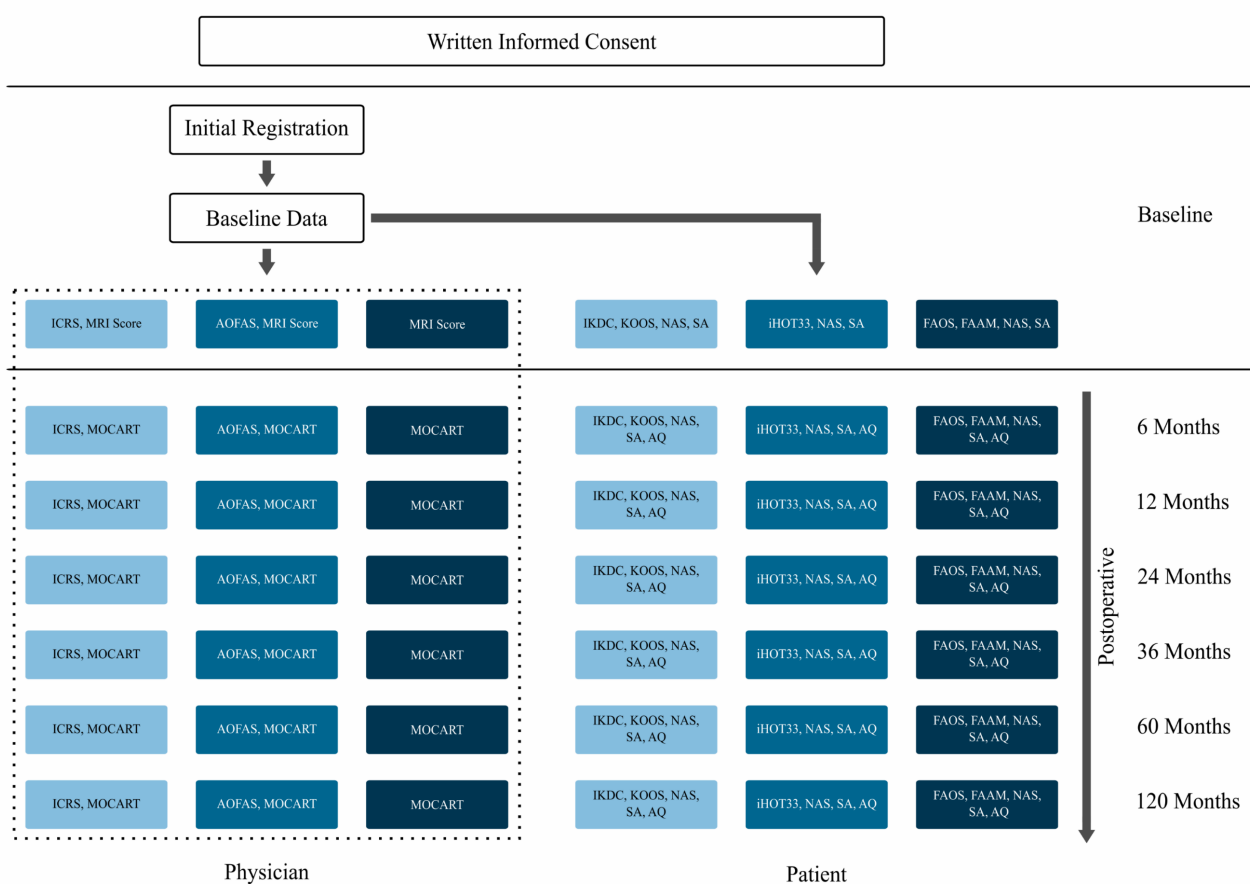 Written Informed Consent
Initial Registration
Baseline Data
Baseline
ICRS, MRI Score
AOFAS, MRI Score
MRI Score
IKDC, KOOS, NAS, SA
iHOT33, NAS, SA
FAOS, FAAM, NAS, SA
ICRS, MOCART
AOFAS, MOCART
MOCART
IKDC, KOOS, NAS,
SA, AQ
iHOT33, NAS, SA, AQ
FAOS, FAAM, NAS,
SA, AQ
6 Months
ICRS, MOCART
AOFAS, MOCART
MOCART
IKDC, KOOS, NAS,
SA, AQ
iHOT33, NAS, SA, AQ
FAOS, FAAM, NAS,
SA, AQ
12 Months
ICRS, MOCART
AOFAS, MOCART
MOCART
IKDC, KOOS, NAS,
SA, AQ
iHOT33, NAS, SA, AQ
FAOS, FAAM, NAS,
SA, AQ
24 Months
ICRS, MOCART
AOFAS, MOCART
MOCART
IKDC, KOOS, NAS,
SA, AQ
iHOT33, NAS, SA, AQ
FAOS, FAAM, NAS,
SA, AQ
36 Months
ICRS, MOCART
AOFAS, MOCART
MOCART
IKDC, KOOS, NAS,
SA, AQ
iHOT33, NAS, SA, AQ
FAOS, FAAM, NAS,
SA, AQ
60 Months
ICRS, MOCART
AOFAS, MOCART
MOCART
IKDC, KOOS, NAS,
SA, AQ
iHOT33, NAS, SA, AQ
FAOS, FAAM, NAS,
SA, AQ
120 Months
Postoperative
Physician
Patient